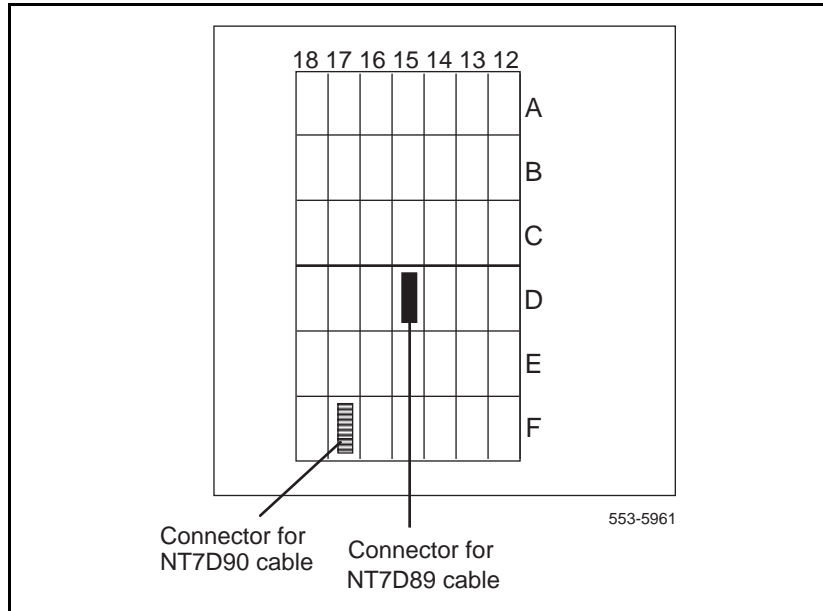 18 17 16 15 14 13 12
A
B
C
D
E
F
553-5961
Connector for
NT7D90 cable
Connector for
NT7D89 cable